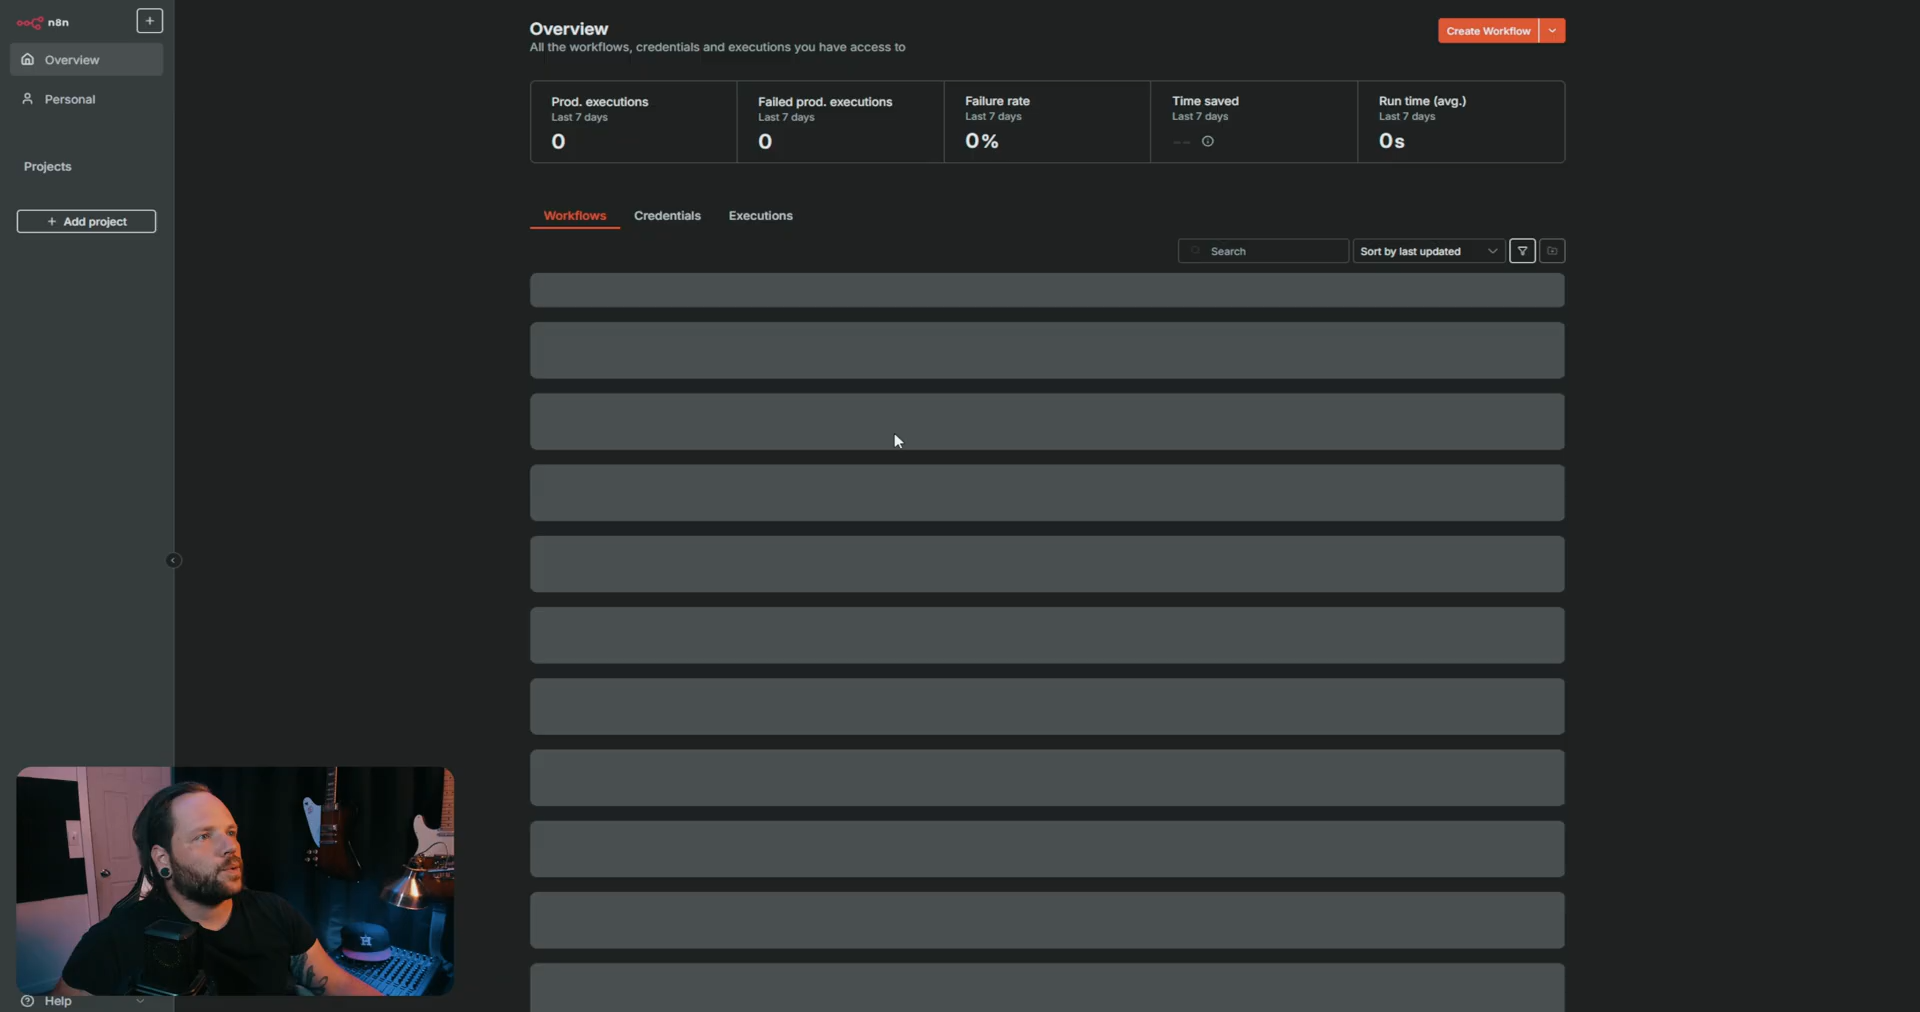 n8n
Overview
Personal
Projects
Add project
Help
Overview
All the workflows, credentials and executions you have access to
Create Workflow
Prod. executions
Last 7 days
0
Failed prod. executions
Last 7 days
0
Failure rate
Last 7 days
0%
Time saved
Last 7 days
--
Run time (avg.)
Last 7 days
0s
Workflows Credentials Executions
Search
Sort by last updated